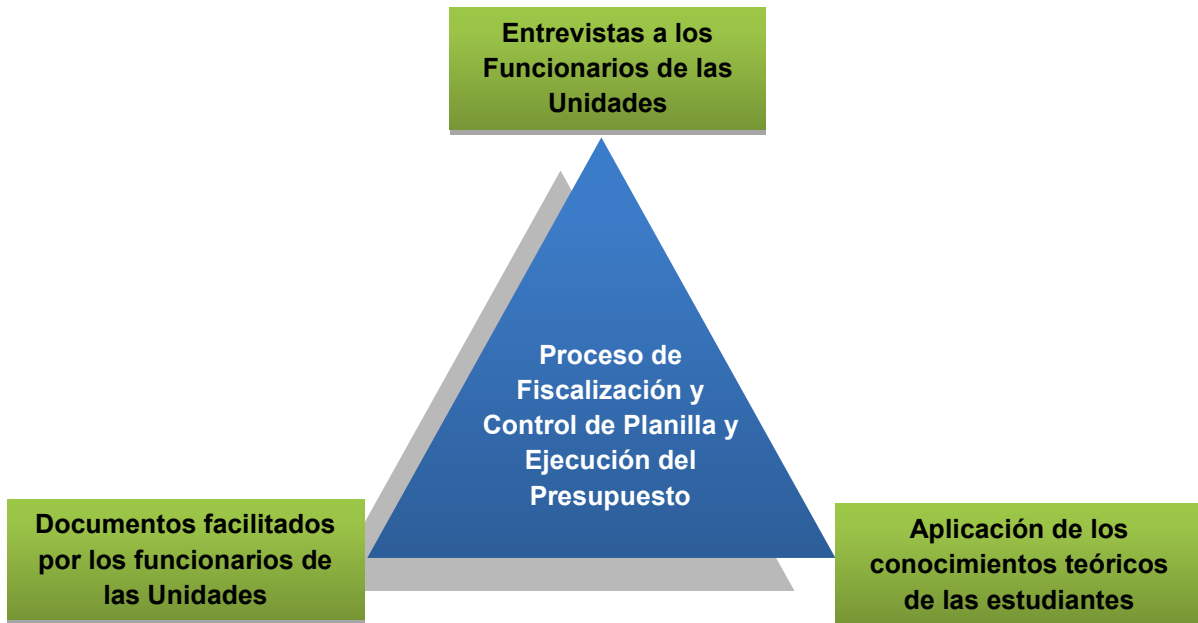 Entrevistas a los
Funcionarios de las
Unidades
Proceso de
Fiscalización y
Control de Planilla y
Ejecución del
Presupuesto
Documentos facilitados
por los funcionarios de
las Unidades
Aplicación de los
conocimientos teóricos
de las estudiantes